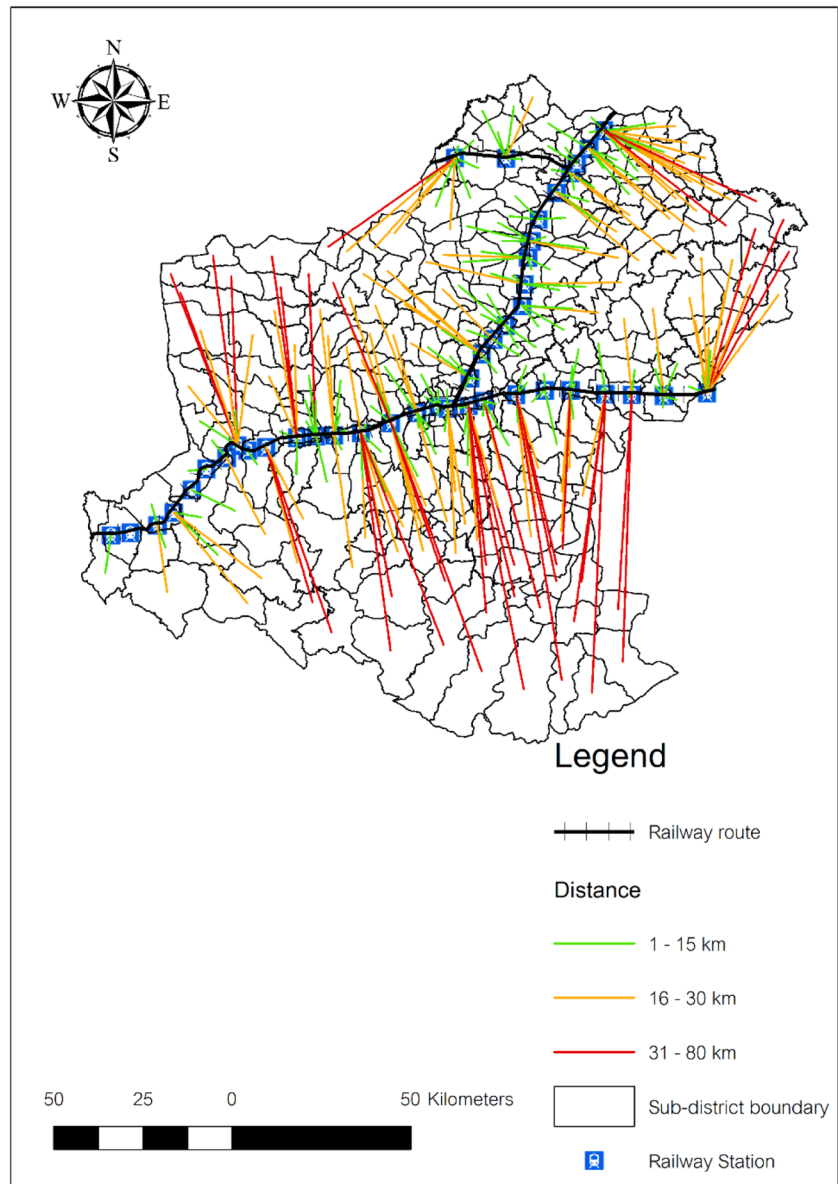 N
W E
S
Legend
Railway route
Distance
1 - 15 km
16 - 30 km
31 - 80 km
Sub-district boundary
Railway Station
50 25 0 50 Kilometers